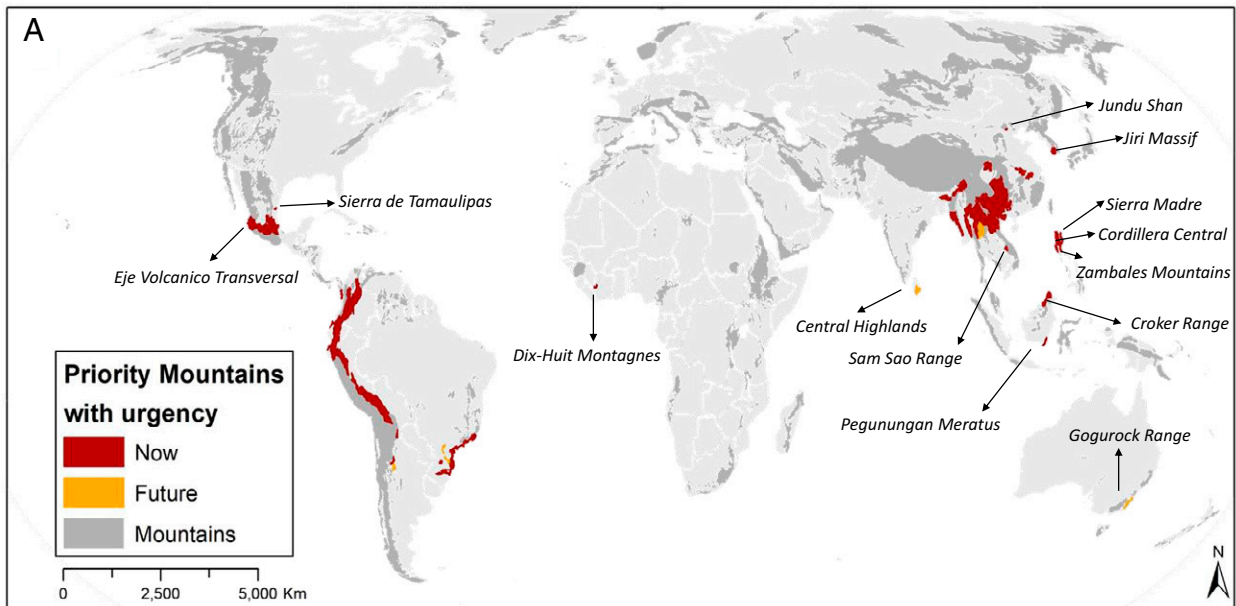 A
Jundu Shan
Jiri Massif
Sierra de Tamaulipas
Sierra Madre
Cordillera Central
Eje Volcanico Transversal
Zambales Mountains
Central Highlands
Croker Range
Dix-Huit Montagnes
Sam Sao Range
Priority Mountains
with urgency
Now
Future
Mountains
Pegunungan Meratus
Gogurock Range
N
0 2,500 5,000 Km